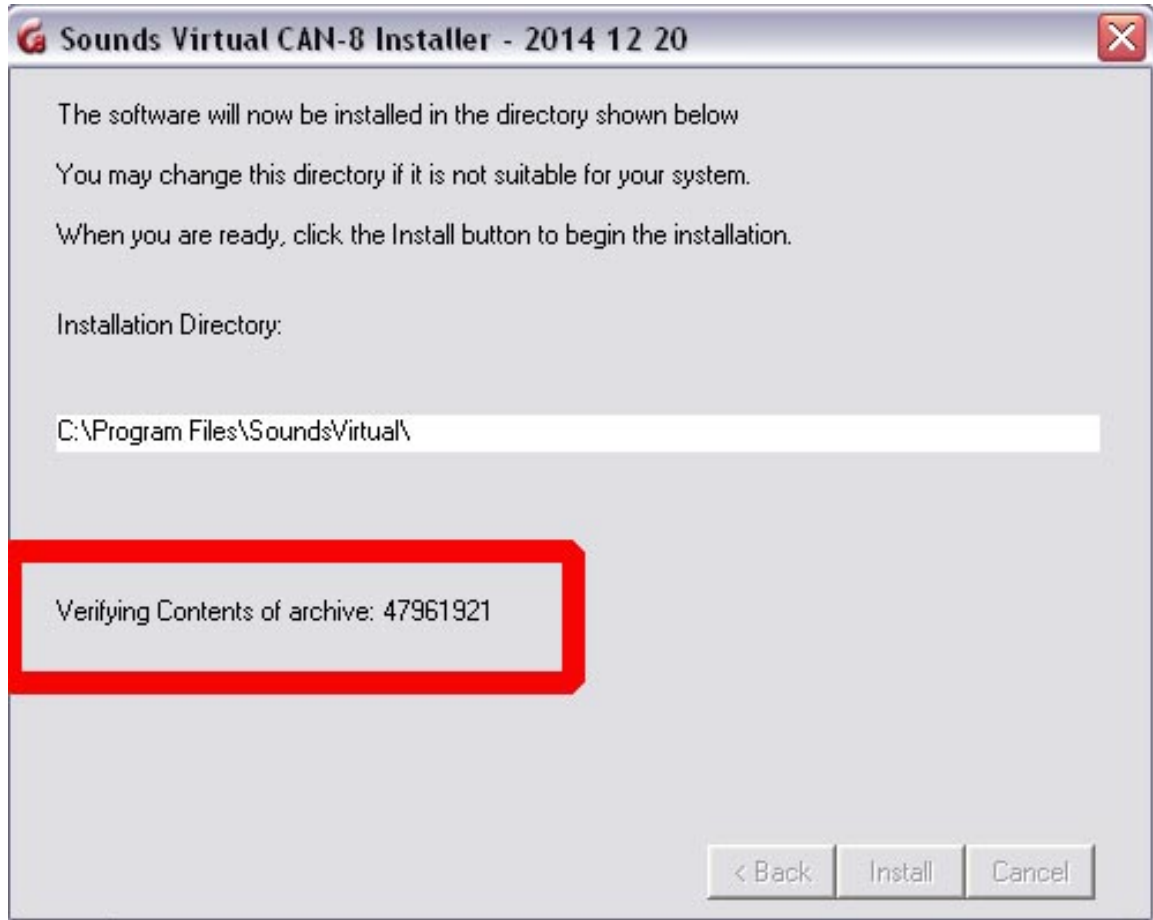 Sounds Virtual CAN-8 Installer - 2014 12 20
The software will now be installed in the directory shown below
You may change this directory if it is not suitable for your system.
When you are ready, click the Install button to begin the installation.
Installation Directory:
C:\Program Files\SoundsVirtual\
Verifying Contents of archive: 47961921
< Back Install Cancel